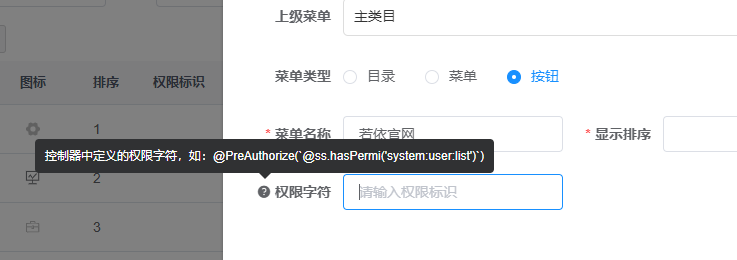 上级菜单 主类目
菜单类型 目录 菜单 按钮
图标 排序 权限标识
1
* 菜单名称 若依官网 * 显示排序
控制器中定义的权限字符，如：@PreAuthorize(`@ss.hasPermi('system:user:list')`)
2
? 权限字符 请输入权限标识
3